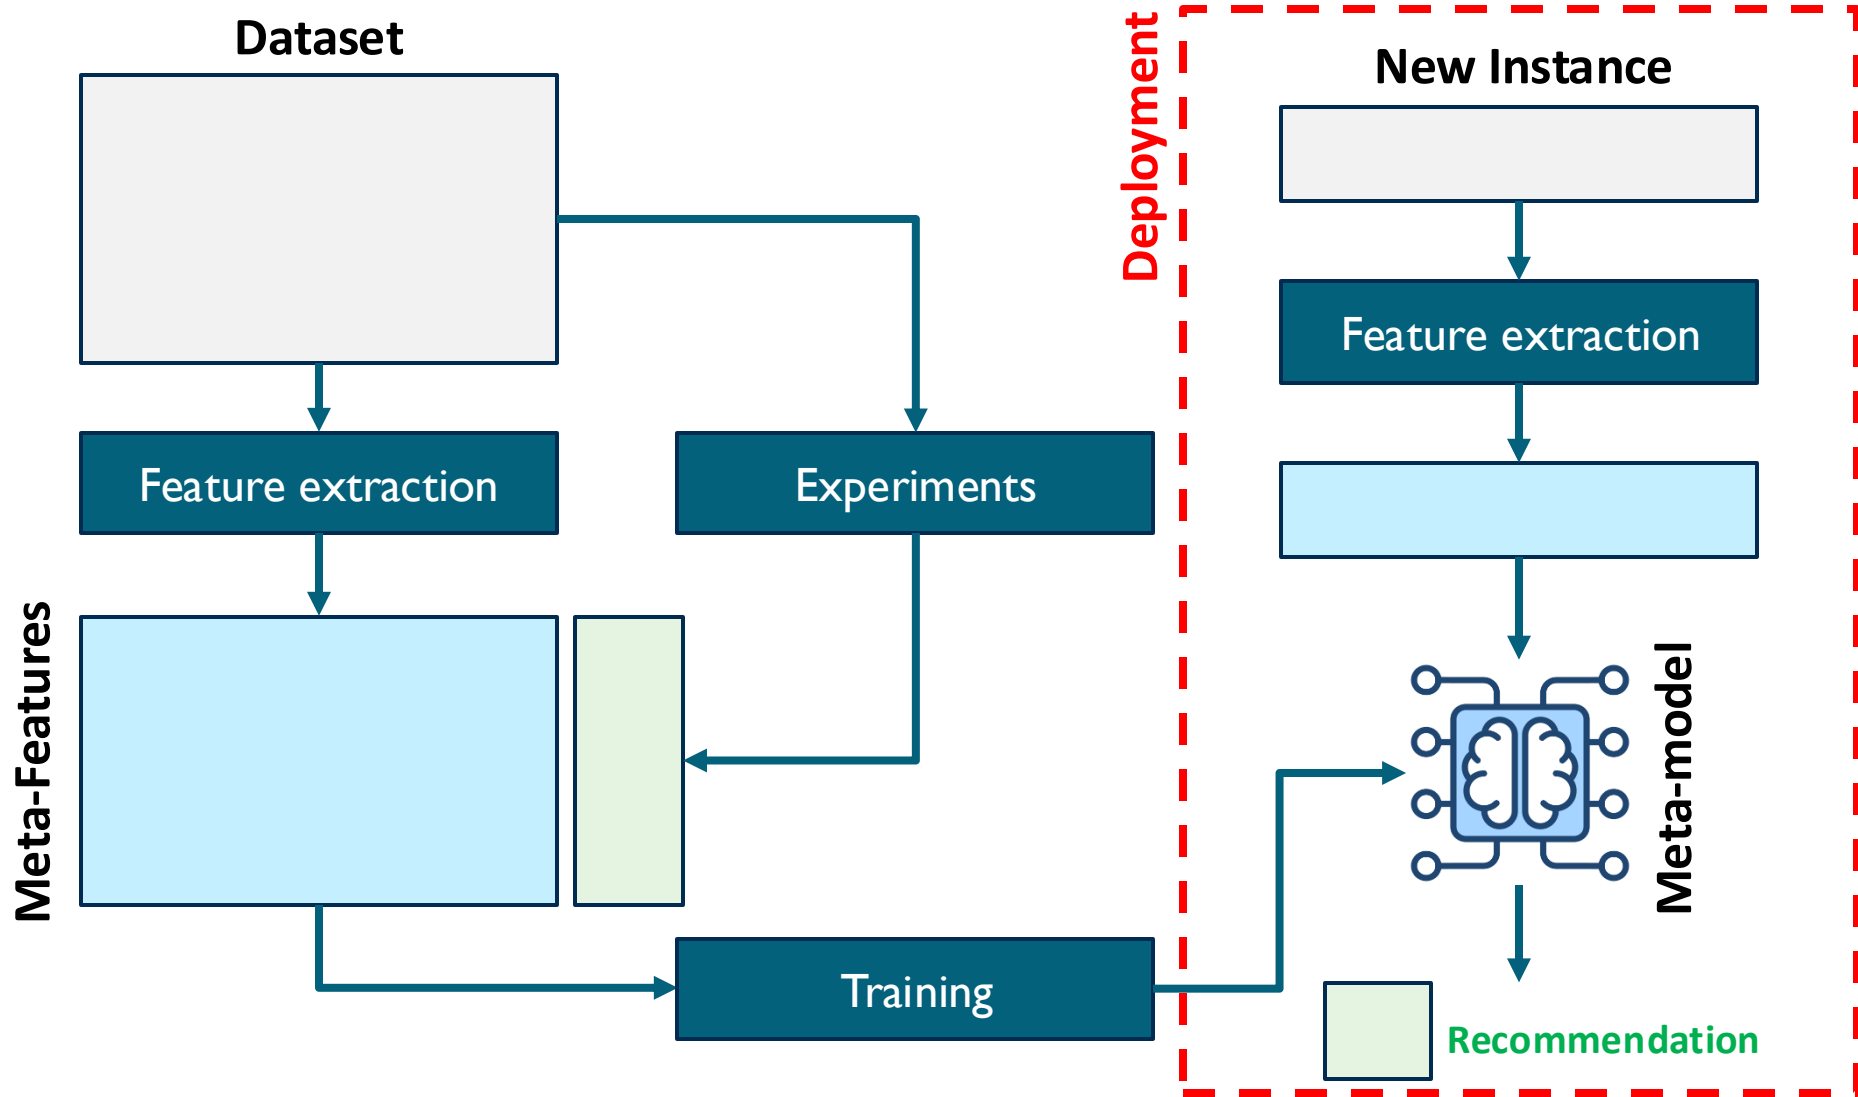 Dataset
Feature extraction
Experiments
Meta-Features
Training
Deployment
New Instance
Feature extraction
Meta-model
Recommendation